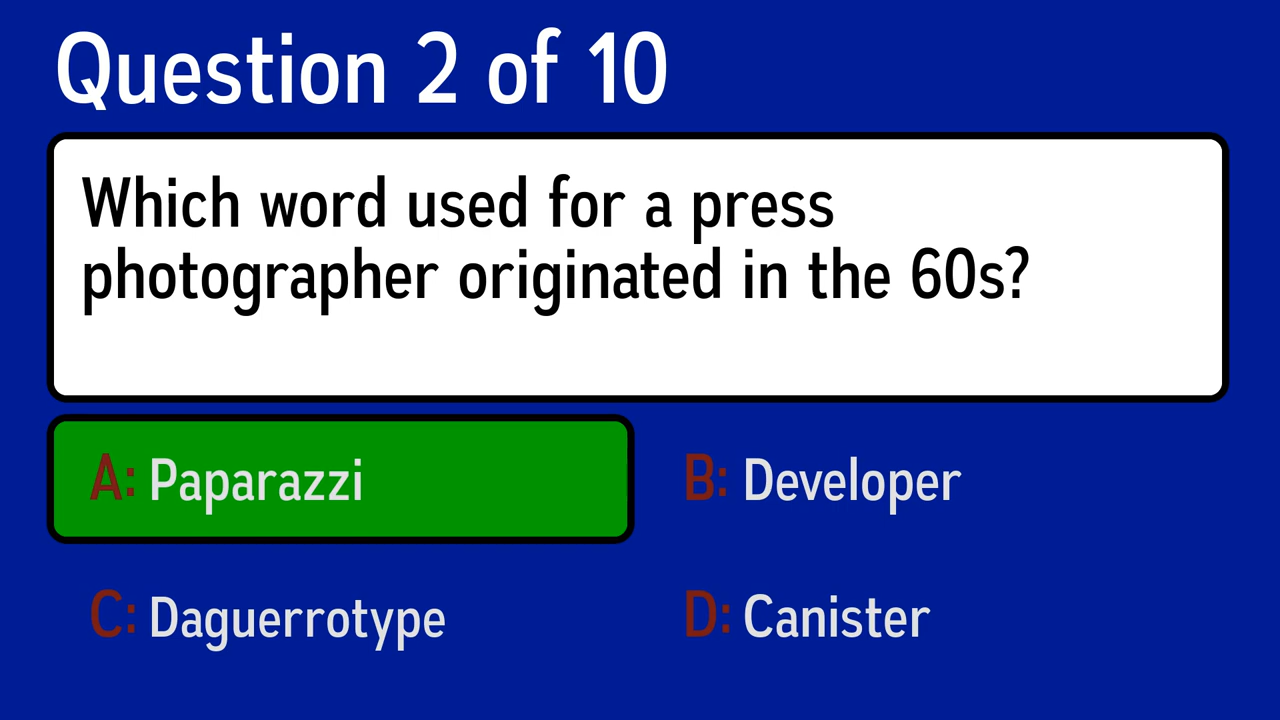 Question 2 of 10
Which word used for a press
photographer originated in the 60s?
A: Paparazzi
B: Developer
C: Daguerrotype
D: Canister